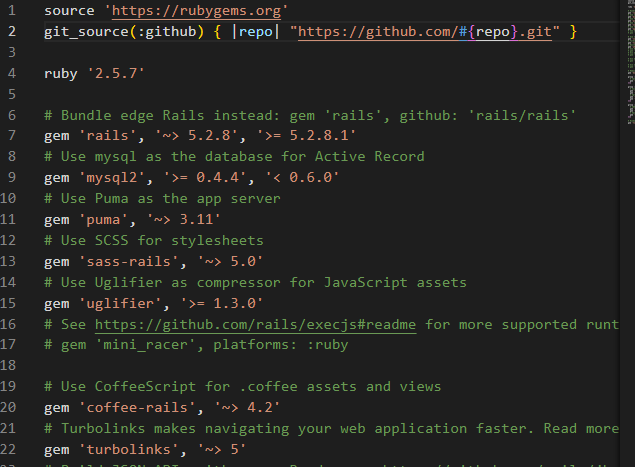 1 source 'https://rubygems.org'
2 git_source(:github) { |repo| "https://github.com/#{repo}.git" }
3
4 ruby '2.5.7'
5
6 # Bundle edge Rails instead: gem 'rails', github: 'rails/rails'
7 gem 'rails', '~> 5.2.8', '>= 5.2.8.1'
8 # Use mysql as the database for Active Record
9 gem 'mysql2', '>= 0.4.4', '< 0.6.0'
10 # Use Puma as the app server
11 gem 'puma', '~> 3.11'
12 # Use SCSS for stylesheets
13 gem 'sass-rails', '~> 5.0'
14 # Use Uglifier as compressor for JavaScript assets
15 gem 'uglifier', '>= 1.3.0'
16 # See https://github.com/rails/execjs#readme for more supported runt
17 # gem 'mini_racer', platforms: :ruby
18
19 # Use CoffeeScript for .coffee assets and views
20 gem 'coffee-rails', '~> 4.2'
21 # Turbolinks makes navigating your web application faster. Read more
22 gem 'turbolinks', '~> 5'